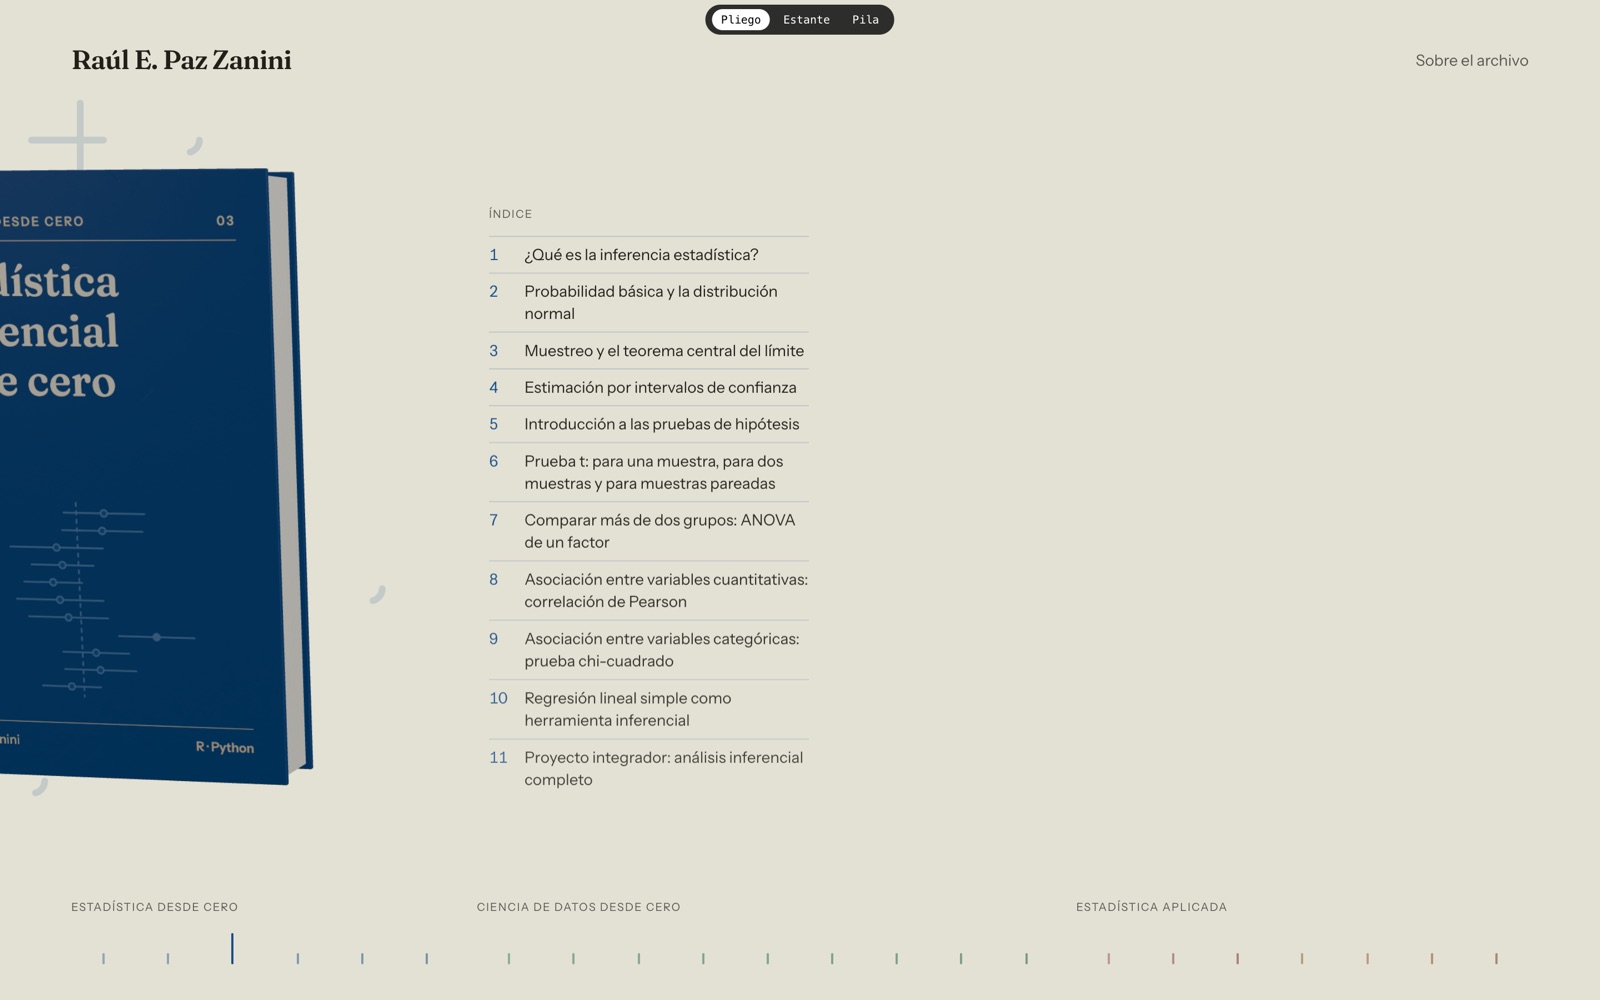 Pliego Estante Pila
Raúl E. Paz Zanini
Sobre el archivo
DESDE CERO 03
ística
encial
e cero
nini
R·Python
ÍNDICE
1 ¿Qué es la inferencia estadística?
2 Probabilidad básica y la distribución
normal
3 Muestreo y el teorema central del límite
4 Estimación por intervalos de confianza
5 Introducción a las pruebas de hipótesis
6 Prueba t: para una muestra, para dos
muestras y para muestras pareadas
7 Comparar más de dos grupos: ANOVA
de un factor
8 Asociación entre variables cuantitativas:
correlación de Pearson
9 Asociación entre variables categóricas:
prueba chi-cuadrado
10 Regresión lineal simple como
herramienta inferencial
11 Proyecto integrador: análisis inferencial
completo
ESTADÍSTICA DESDE CERO
CIENCIA DE DATOS DESDE CERO
ESTADÍSTICA APLICADA